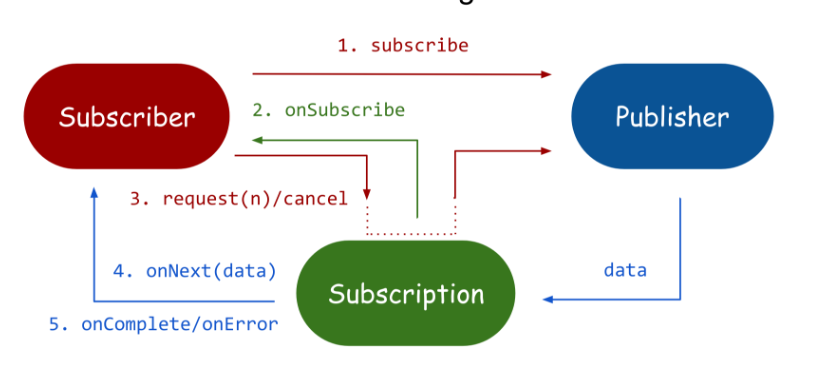 1. subscribe
Subscriber
2. onSubscribe
Publisher
3. request(n)/cancel
4. onNext(data)
data
Subscription
5. onComplete/onError